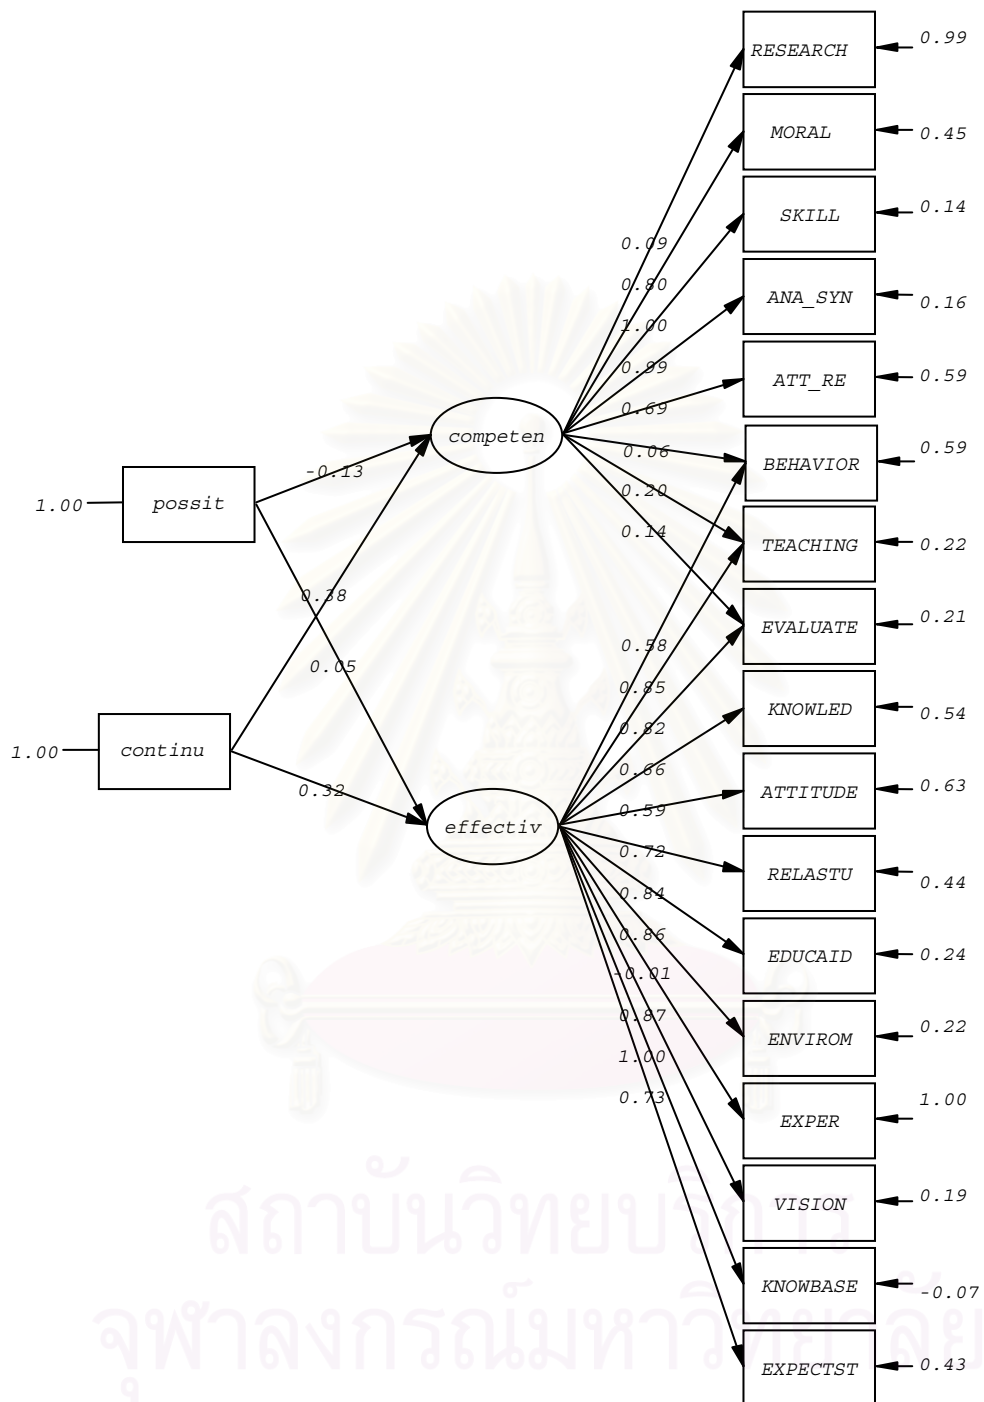 RESEARCH
0.99
MORAL
0.45
SKILL
0.14
0.09
0.80
ANA_SYN
0.16
1.00
0.99
ATT_RE
0.59
0.69
competen
0.06
BEHAVIOR
0.59
-0.13
0.20
possit
1.00
0.14
TEACHING
0.22
0.38
EVALUATE
0.21
0.58
0.05
0.85
KNOWLED
0.54
0.82
continu
1.00
0.66
0.32
ATTITUDE
0.63
0.59
effectiv
0.72
RELASTU
0.44
0.84
0.86
EDUCAID
0.24
-0.01
0.87
ENVIROM
0.22
1.00
0.73
EXPER
1.00
VISION
0.19
KNOWBASE
-0.07
EXPECTST
0.43
สถาบันวิทยบริการ
จุฬาลงกรณ์มหาวิทยาลัย